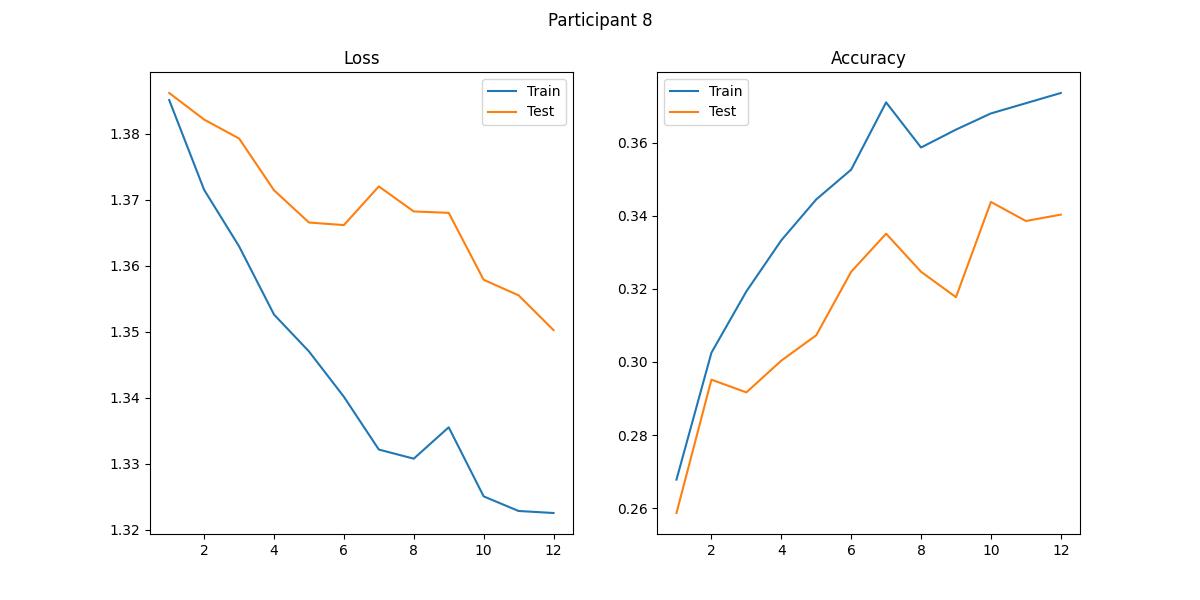 Participant 8
Loss
Train
Test
1.38
1.37
1.36
1.35
1.34
1.33
1.32
2 4 6 8 10 12
Accuracy
Train
Test
0.36
0.34
0.32
0.30
0.28
0.26
2 4 6 8 10 12